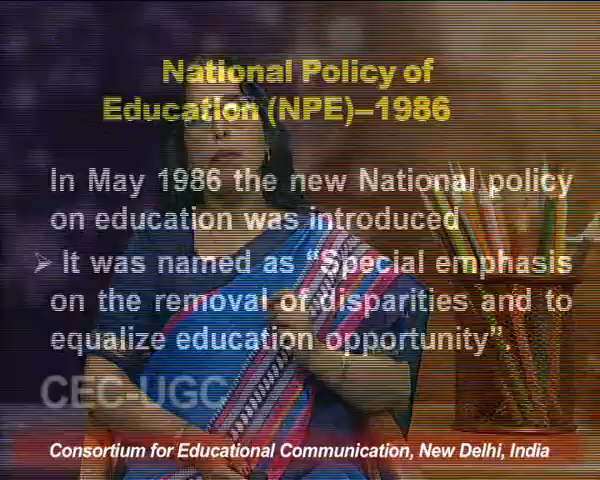 National Policy of
Education (NPE)–1986
In May 1986 the new National policy
on education was introduced
➢ It was named as “Special emphasis
on the removal of disparities and to
equalize education opportunity”.
CEC-UGC
Consortium for Educational Communication, New Delhi, India